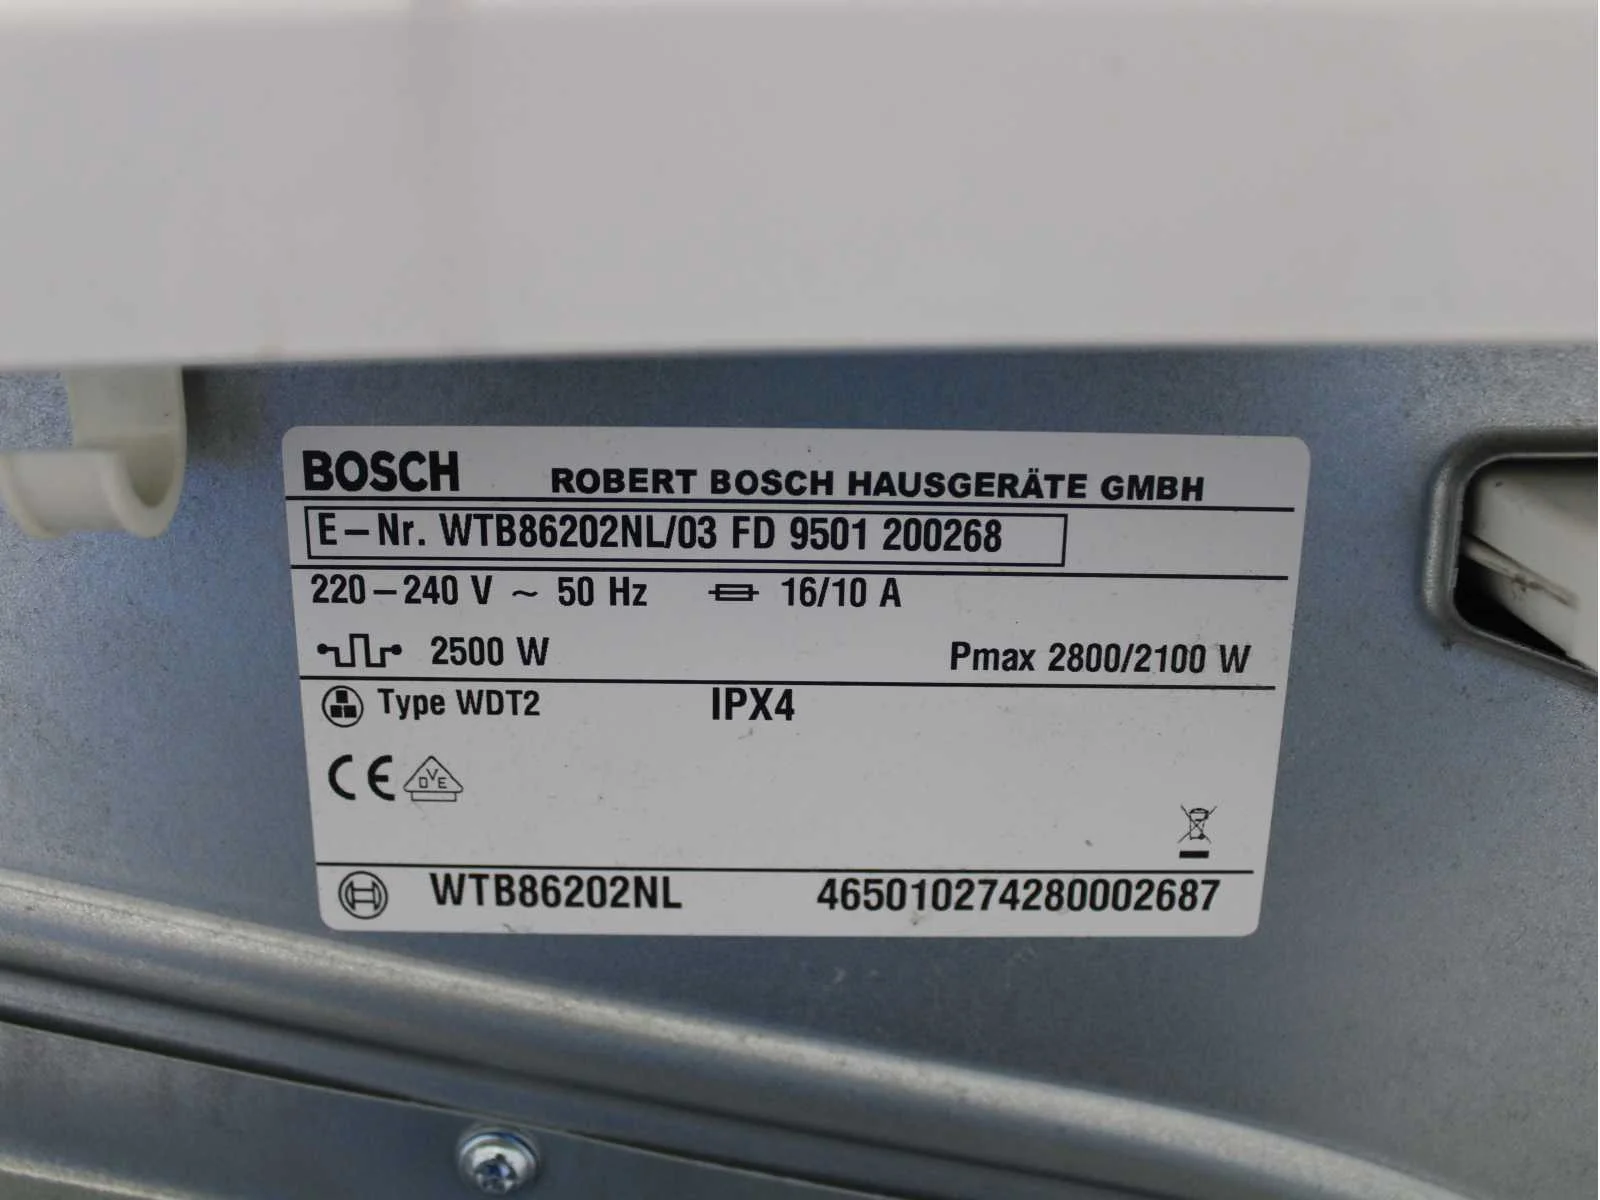 BOSCH ROBERT BOSCH HAUSGERÄTE GMBH
E–Nr. WTB86202NL/03 FD 9501 200268
220–240 V ~ 50 Hz 16/10 A
2500 W Pmax 2800/2100 W
Type WDT2 IPX4
CE DVE
WTB86202NL 465010274280002687